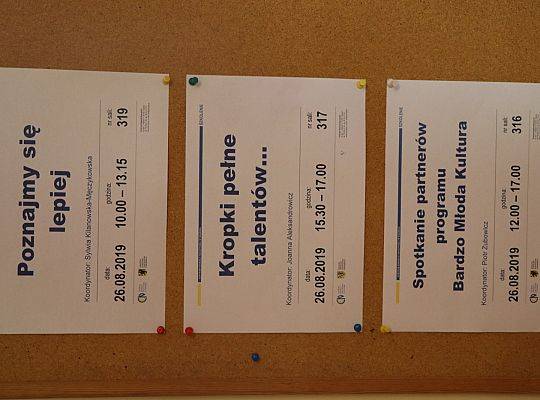 Poznajmy się
lepiej
Koordynator: Sylwia Kilanowska-Męczykowska
data: godzina: nr sali:
26.08.2019 10.00 – 13.15 319
SZKOLENIE
Kropki pełne
talentów...
Koordynator: Joanna Aleksandrowicz
data: godzina: nr sali:
26.08.2019 15.30 – 17.00 317
SZKOLENIE
Spotkanie partnerów
programu
Bardzo Młoda Kultura
Koordynator: Piotr Zubowicz
data: godzina: nr sali:
26.08.2019 12.00 – 17.00 316